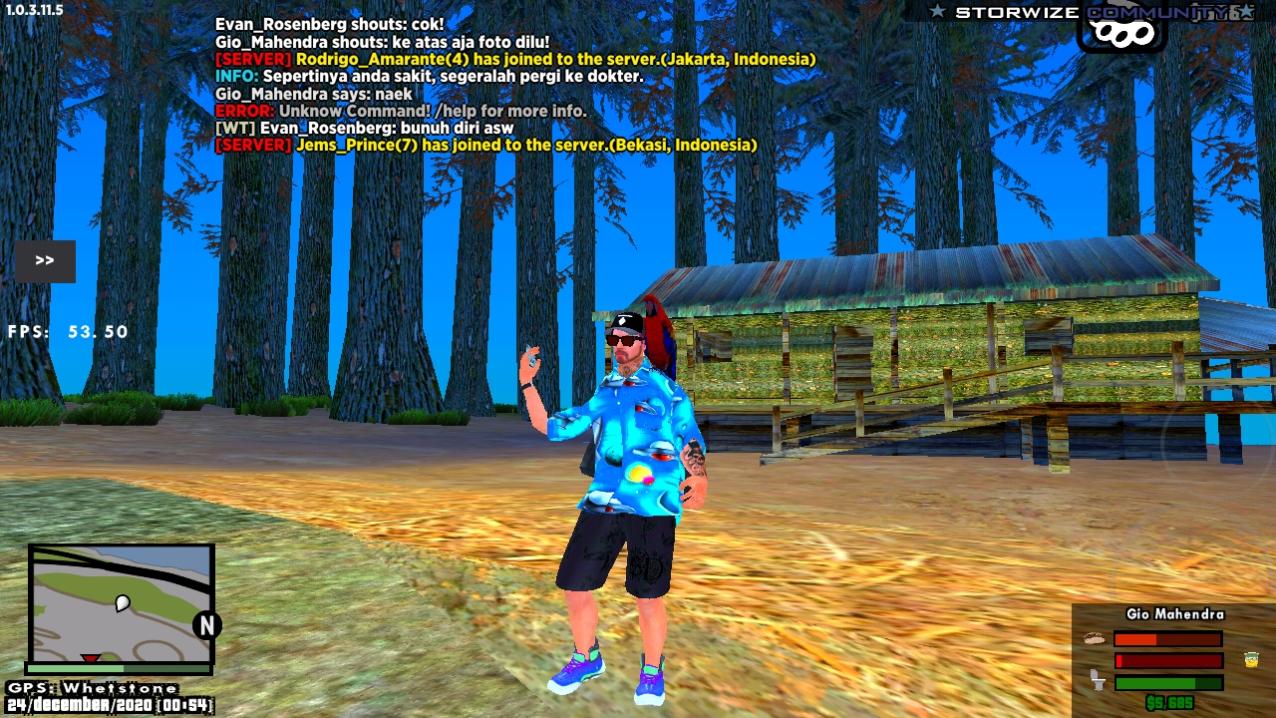 1.0.3.11.5
Evan_Rosenberg shouts: cok!
STORWIZE COMMUNITY
Gio_Mahendra shouts: ke atas aja foto dilu!
[SERVER] Rodrigo_Amarante(4) has joined to the server.(Jakarta, Indonesia)
INFO: Sepertinya anda sakit, segeralah pergi ke dokter.
Gio_Mahendra says: naek
ERROR: Unknow Command! /help for more info.
[WT] Evan_Rosenberg: bunuh diri asw
[SERVER] Jems_Prince(7) has joined to the server.(Bekasi, Indonesia)
>>
FPS: 53.50
N
Gio Mahendra
GPS: Whetstone
24/december/2020 [00:54]
$5,685